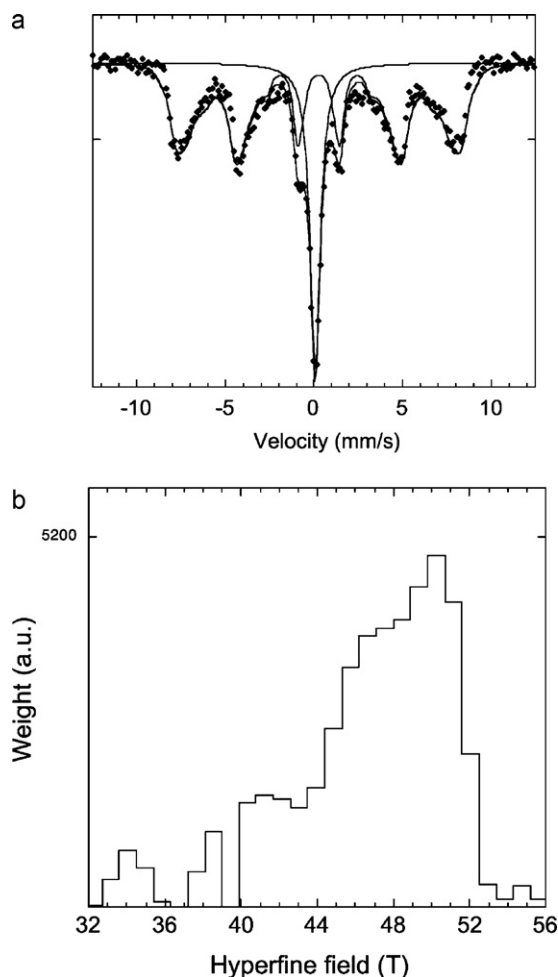 a
-10 -5 0 5 10
Velocity (mm/s)
b
5200
Weight (a.u.)
32 36 40 44 48 52 56
Hyperfine field (T)